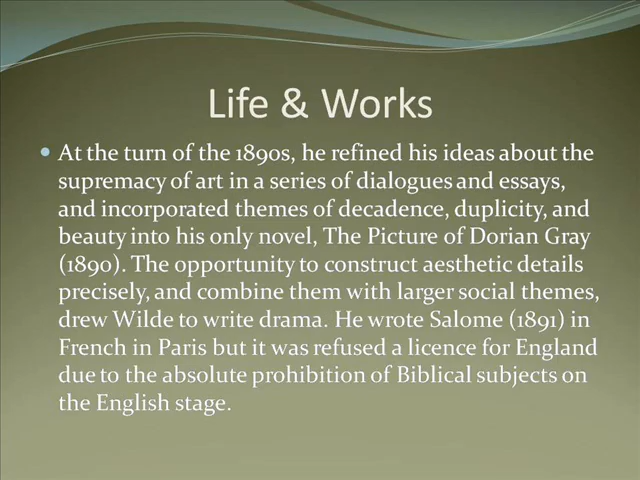 Life & Works
• At the turn of the 1890s, he refined his ideas about the
supremacy of art in a series of dialogues and essays,
and incorporated themes of decadence, duplicity, and
beauty into his only novel, The Picture of Dorian Gray
(1890). The opportunity to construct aesthetic details
precisely, and combine them with larger social themes,
drew Wilde to write drama. He wrote Salome (1891) in
French in Paris but it was refused a licence for England
due to the absolute prohibition of Biblical subjects on
the English stage.